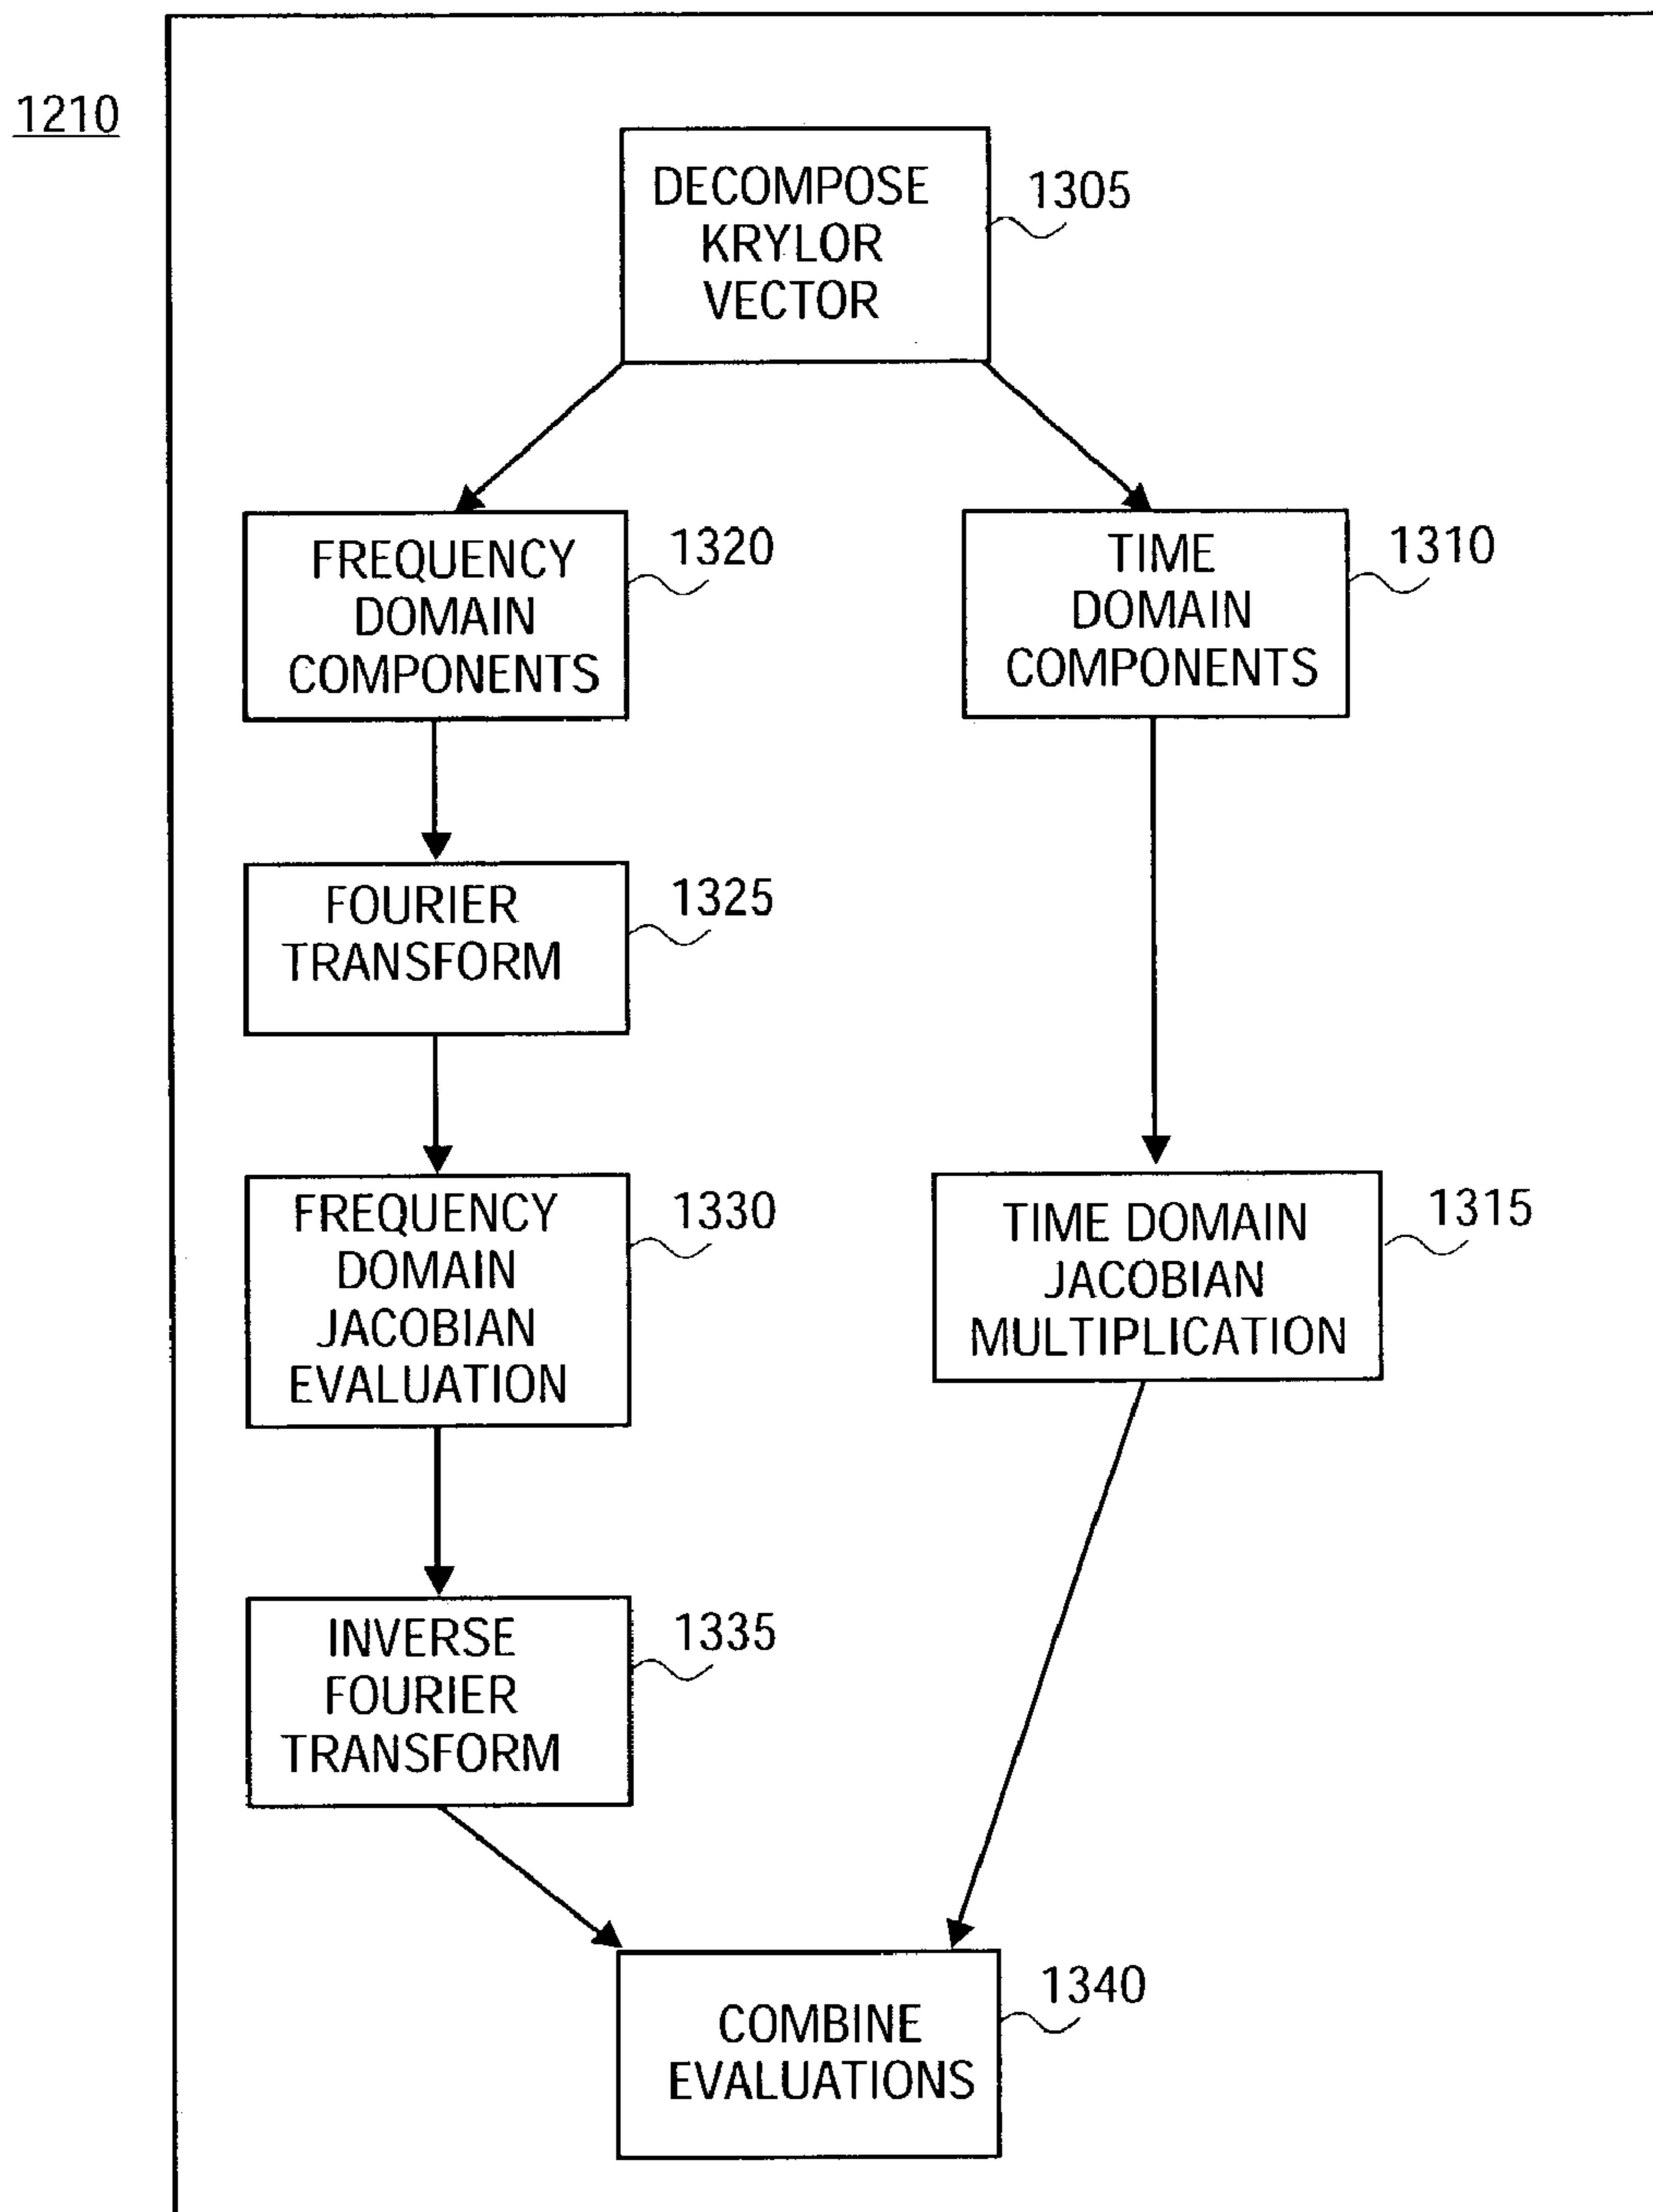 1210
DECOMPOSE
KRYLOR
VECTOR
1305
FREQUENCY
DOMAIN
COMPONENTS
1320
TIME
DOMAIN
COMPONENTS
1310
FOURIER
TRANSFORM
1325
FREQUENCY
DOMAIN
JACOBIAN
EVALUATION
1330
TIME DOMAIN
JACOBIAN
MULTIPLICATION
1315
INVERSE
FOURIER
TRANSFORM
1335
COMBINE
EVALUATIONS
1340